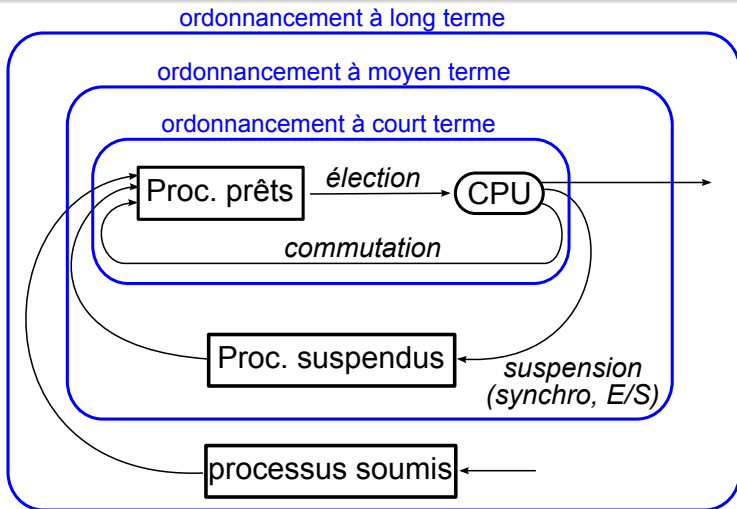 ordonnancement à long terme
ordonnancement à moyen terme
ordonnancement à court terme
Proc. prêts
élection
CPU
commutation
Proc. suspendus
suspension
(synchro, E/S)
processus soumis